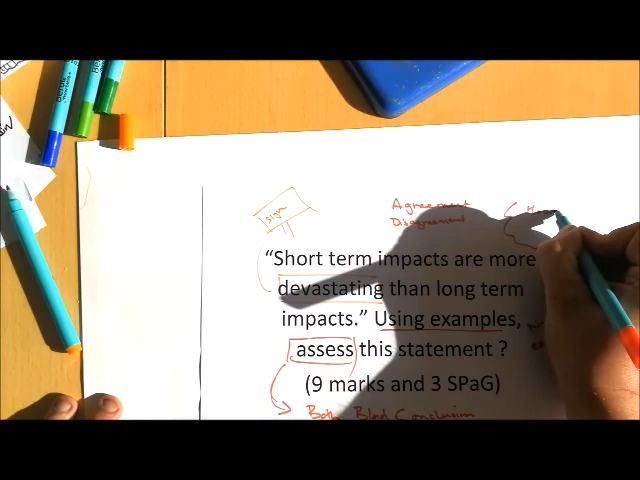 sign
Agreement
Disagreement
“Short term impacts are more
devastating than long term
impacts.” Using examples,
assess this statement ?
(9 marks and 3 SPaG)
Both Conclusion